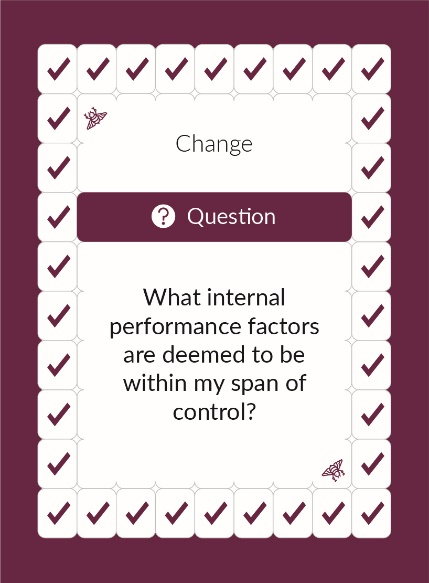 Change
? Question
What internal
performance factors
are deemed to be
within my span of
control?